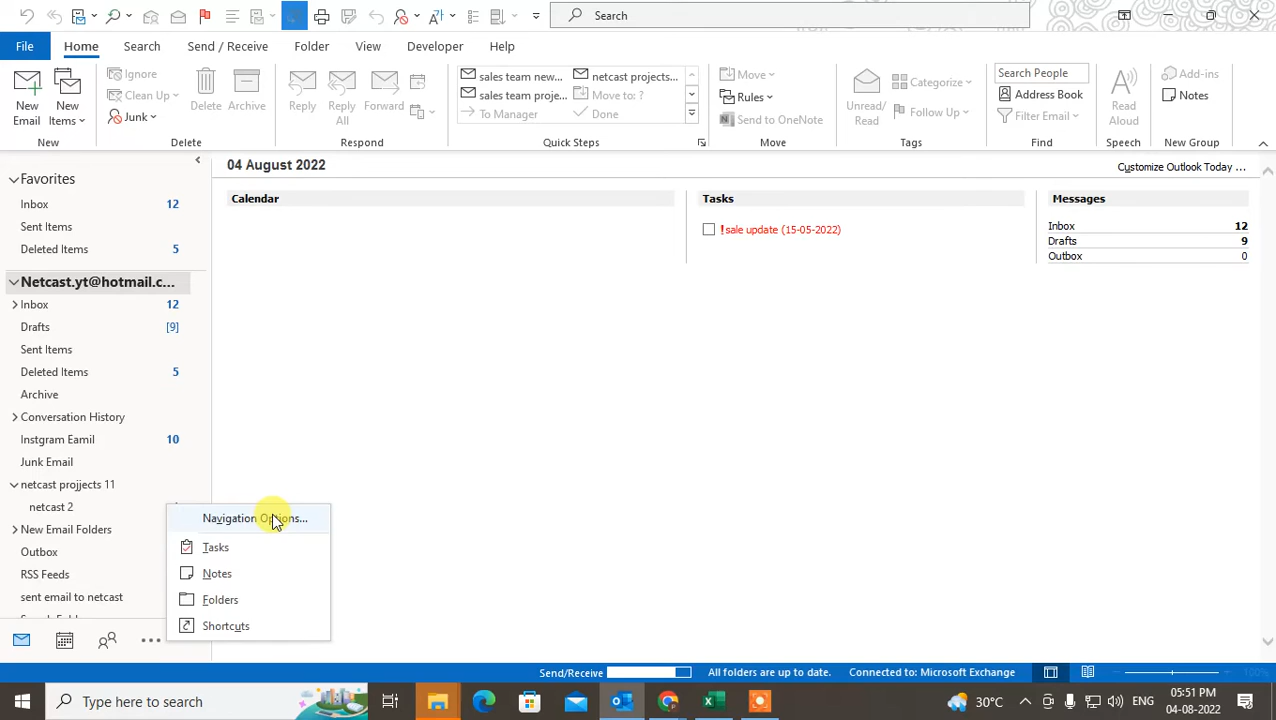 Search
File Home Search Send / Receive Folder View Developer Help
New Email
New Items
Ignore
Clean Up
Junk
Delete
Archive
Reply
Reply All
Forward
sales team new...
sales team proje...
To Manager
netcast projects...
Move to: ?
Done
Move
Rules
Send to OneNote
Unread/ Read
Categorize
Follow Up
Search People
Address Book
Filter Email
Read Aloud
Add-ins
Notes
New Delete Respond Quick Steps Move Tags Find Speech New Group
Favorites
Inbox 12
Sent Items
Deleted Items 5
Netcast.yt@hotmail.c...
Inbox 12
Drafts [9]
Sent Items
Deleted Items 5
Archive
Conversation History
Instgram Eamil 10
Junk Email
netcast projjects 11
netcast 2
New Email Folders
Outbox
RSS Feeds
sent email to netcast
04 August 2022
Customize Outlook Today ...
Calendar
Tasks
!sale update (15-05-2022)
Messages
Inbox 12
Drafts 9
Outbox 0
Navigation Options...
Tasks
Notes
Folders
Shortcuts
Send/Receive All folders are up to date. Connected to: Microsoft Exchange 100%
Type here to search
30°C
ENG
05:51 PM
04-08-2022